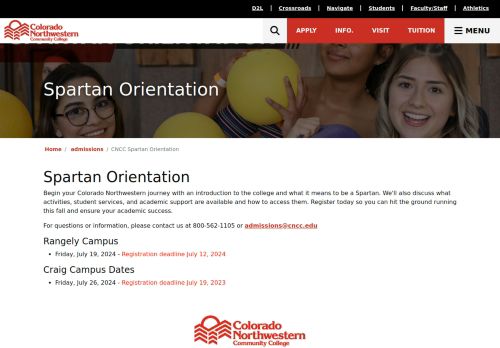 D2L | Crossroads | Navigate | Students | Faculty/Staff | Athletics
Colorado
Northwestern
Community College
APPLY INFO. VISIT TUITION MENU
Spartan Orientation
Home / admissions / CNCC Spartan Orientation
Spartan Orientation
Begin your Colorado Northwestern journey with an introduction to the college and what it means to be a Spartan. We'll also discuss what
activities, student services, and academic support are available and how to access them. Register today so you can hit the ground running
this fall and ensure your academic success.
For questions or information, please contact us at 800-562-1105 or admissions@cncc.edu
Rangely Campus
• Friday, July 19, 2024 - Registration deadline July 12, 2024
Craig Campus Dates
• Friday, July 26, 2024 - Registration deadline July 19, 2023
Colorado
Northwestern
Community College